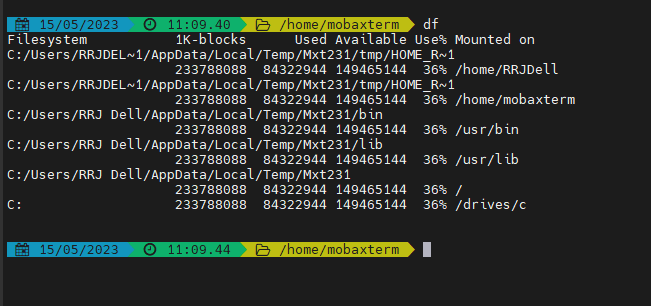 15/05/2023 11:09.40 /home/mobaxterm df
Filesystem 1K-blocks Used Available Use% Mounted on
C:/Users/RRJDEL~1/AppData/Local/Temp/Mxt231/tmp/HOME_R~1
233788088 84322944 149465144 36% /home/RRJDell
C:/Users/RRJDEL~1/AppData/Local/Temp/Mxt231/tmp/HOME_R~1
233788088 84322944 149465144 36% /home/mobaxterm
C:/Users/RRJ Dell/AppData/Local/Temp/Mxt231/bin
233788088 84322944 149465144 36% /usr/bin
C:/Users/RRJ Dell/AppData/Local/Temp/Mxt231/lib
233788088 84322944 149465144 36% /usr/lib
C:/Users/RRJ Dell/AppData/Local/Temp/Mxt231
233788088 84322944 149465144 36% /
C: 233788088 84322944 149465144 36% /drives/c
15/05/2023 11:09.44 /home/mobaxterm